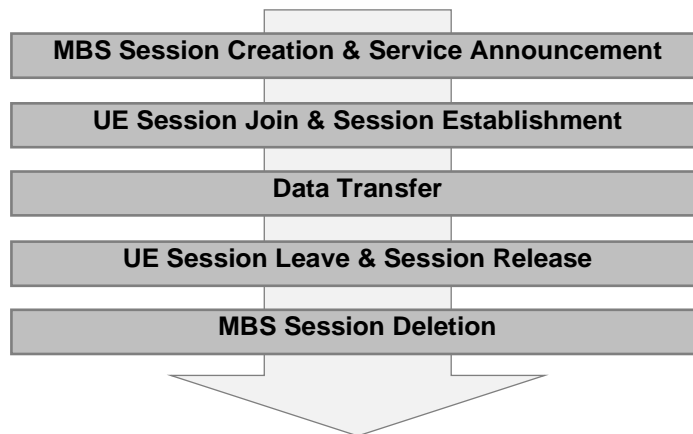 MBS Session Creation & Service Announcement
UE Session Join & Session Establishment
Data Transfer
UE Session Leave & Session Release
MBS Session Deletion